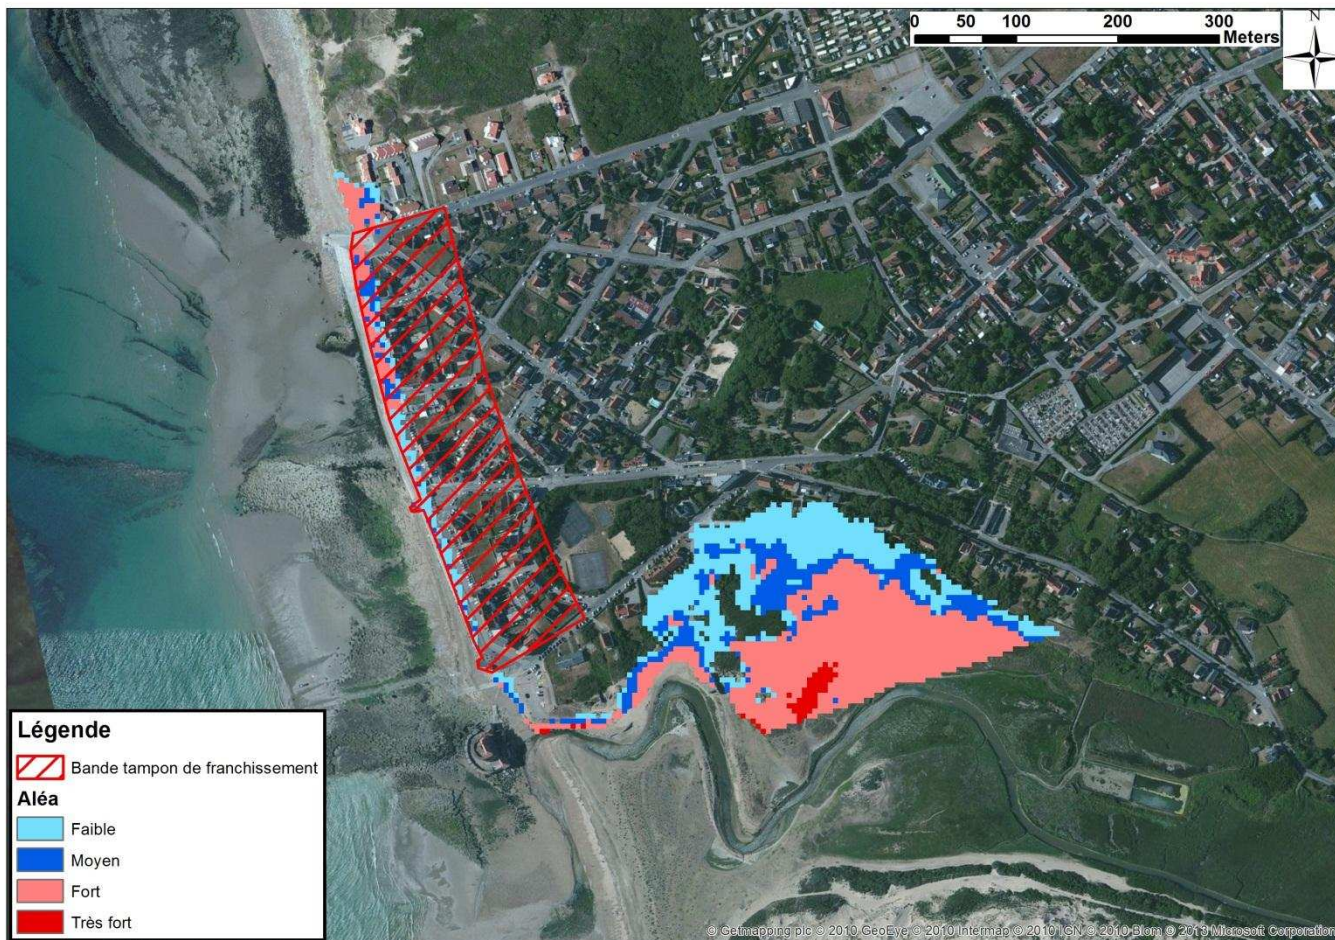 0 50 100 200 300
Meters
N
Légende
Bande tampon de franchissement
Aléa
Faible
Moyen
Fort
Très fort
© Getmapping plc © 2010 GeoEye © 2010 Intermap © 2010 IGN © 2010 Blom © 2013 Microsoft Corporation